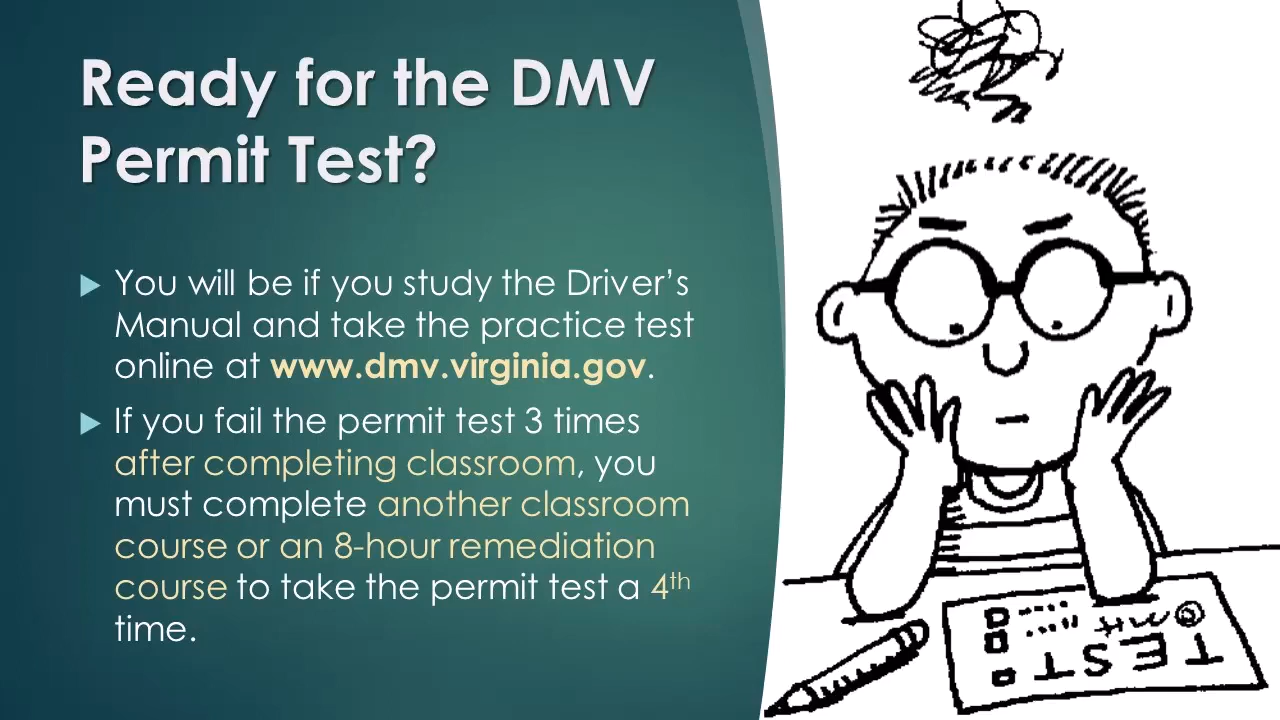 Ready for the DMV
Permit Test?
You will be if you study the Driver's
Manual and take the practice test
online at www.dmv.virginia.gov.
If you fail the permit test 3 times
after completing classroom, you
must complete another classroom
course or an 8-hour remediation
course to take the permit test a 4th
time.
TEST